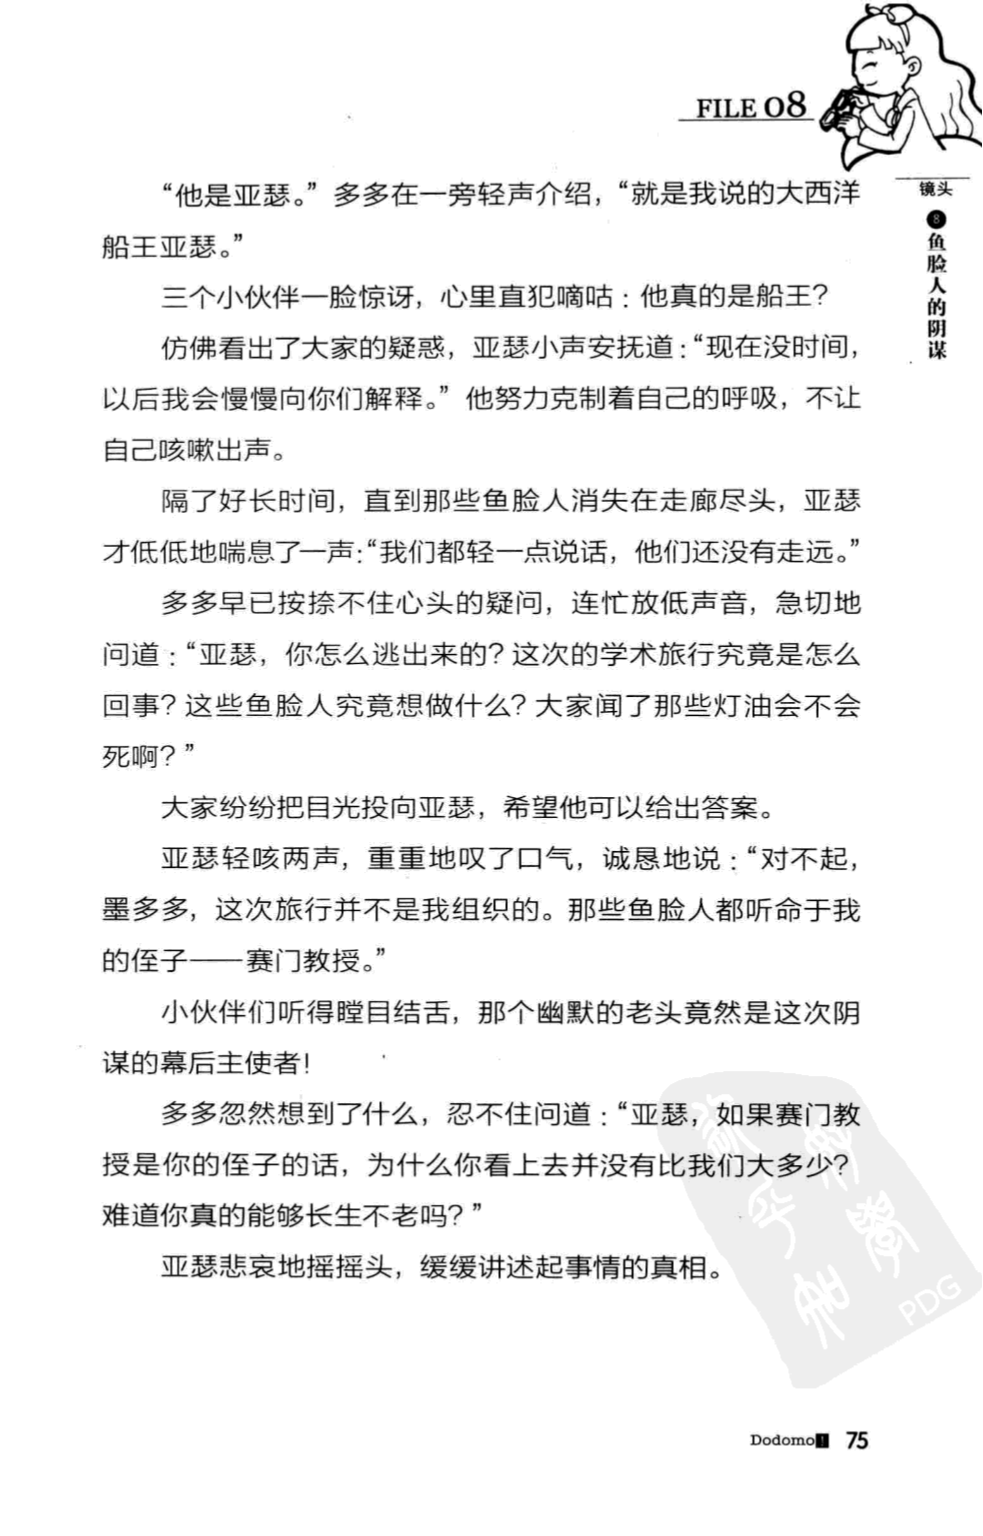 FILE 08
镜头
8
鱼脸人的阴谋
“他是亚瑟。”多多在一旁轻声介绍，“就是我说的大西洋
船王亚瑟。”
三个小伙伴一脸惊讶，心里直犯嘀咕：他真的是船王？
仿佛看出了大家的疑惑，亚瑟小声安抚道：“现在没时间，
以后我会慢慢向你们解释。”他努力克制着自己的呼吸，不让
自己咳嗽出声。
隔了好长时间，直到那些鱼脸人消失在走廊尽头，亚瑟
才低低地喘息了一声：“我们都轻一点说话，他们还没有走远。”
多多早已按捺不住心头的疑问，连忙放低声音，急切地
问道：“亚瑟，你怎么逃出来的？这次的学术旅行究竟是怎么
回事？这些鱼脸人究竟想做什么？大家闻了那些灯油会不会
死啊？”
大家纷纷把目光投向亚瑟，希望他可以给出答案。
亚瑟轻咳两声，重重地叹了口气，诚恳地说：“对不起，
墨多多，这次旅行并不是我组织的。那些鱼脸人都听命于我
的侄子——赛门教授。”
小伙伴们听得瞠目结舌，那个幽默的老头竟然是这次阴
谋的幕后主使者！
多多忽然想到了什么，忍不住问道：“亚瑟，如果赛门教
授是你的侄子的话，为什么你看上去并没有比我们大多少？
难道你真的能够长生不老吗？”
亚瑟悲哀地摇摇头，缓缓讲述起事情的真相。
PDG
Dodomo! 75